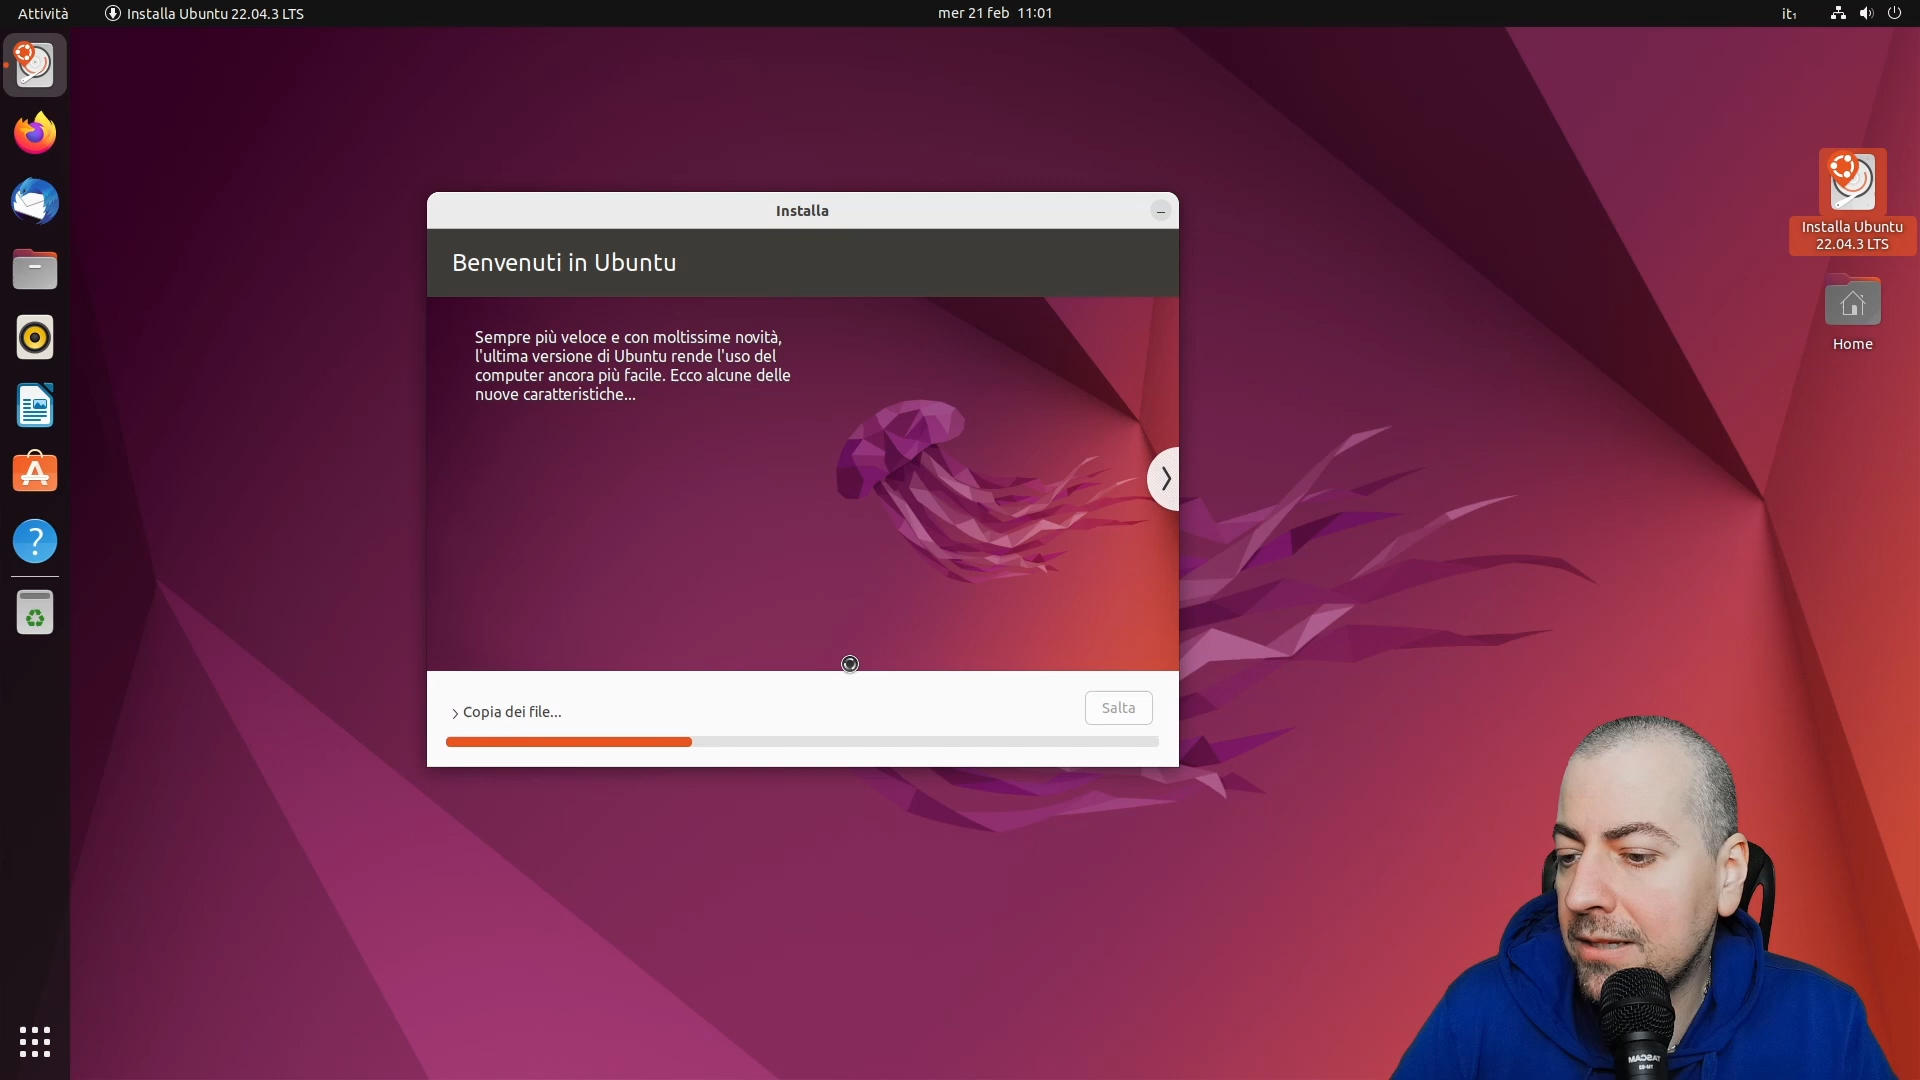 Attività
Installa Ubuntu 22.04.3 LTS
mer 21 feb 11:01
it₁
Installa
Benvenuti in Ubuntu
Sempre più veloce e con moltissime novità,
l'ultima versione di Ubuntu rende l'uso del
computer ancora più facile. Ecco alcune delle
nuove caratteristiche...
Copia dei file...
Salta
Installa Ubuntu
22.04.3 LTS
Home
TASCAM